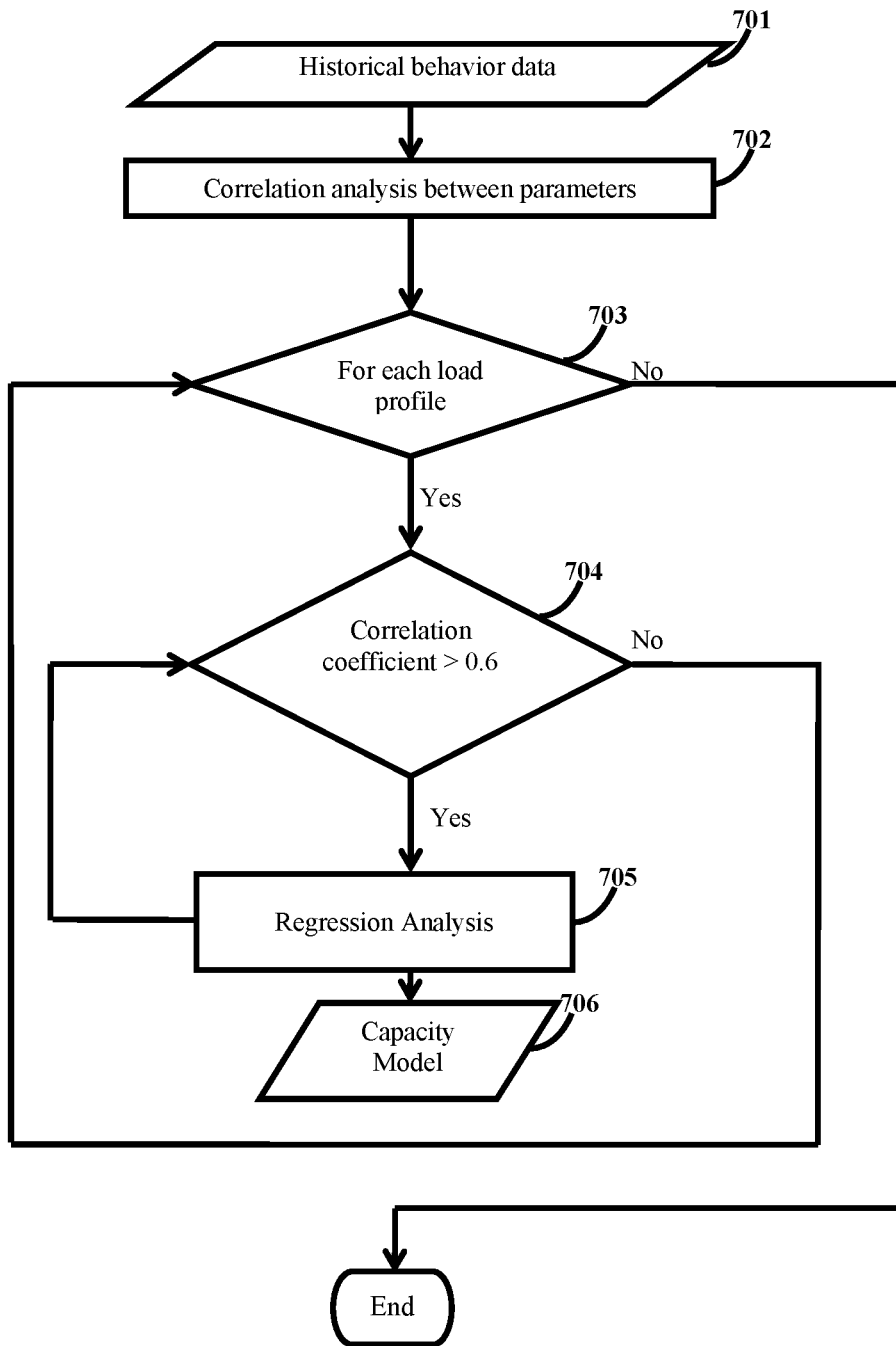 701
Historical behavior data
702
Correlation analysis between parameters
703
For each load
profile
No
Yes
704
Correlation
coefficient > 0.6
No
Yes
705
Regression Analysis
706
Capacity
Model
End